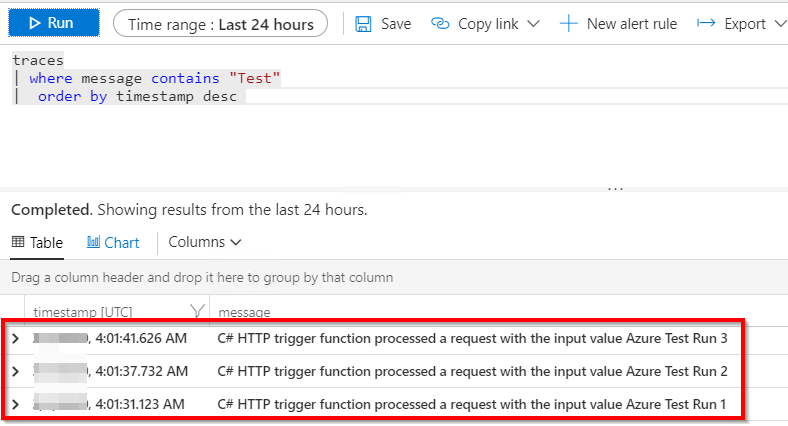 Run Time range : Last 24 hours Save Copy link New alert rule Export
traces
| where message contains "Test"
| order by timestamp desc
...
Completed. Showing results from the last 24 hours.
Table Chart Columns
Drag a column header and drop it here to group by that column
timestamp [UTC] message
, 4:01:41.626 AM C# HTTP trigger function processed a request with the input value Azure Test Run 3
, 4:01:37.732 AM C# HTTP trigger function processed a request with the input value Azure Test Run 2
, 4:01:31.123 AM C# HTTP trigger function processed a request with the input value Azure Test Run 1